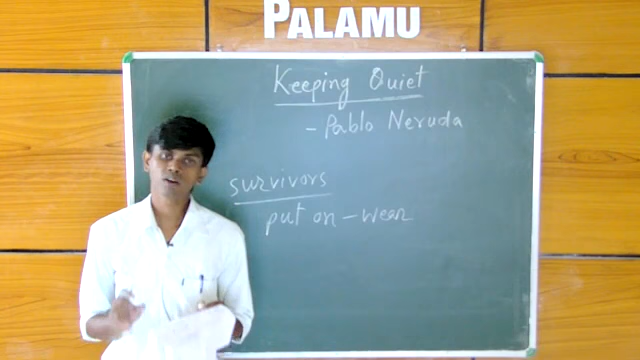 PALAMU
Keeping Quiet
- Pablo Neruda
survivors
put on - wear